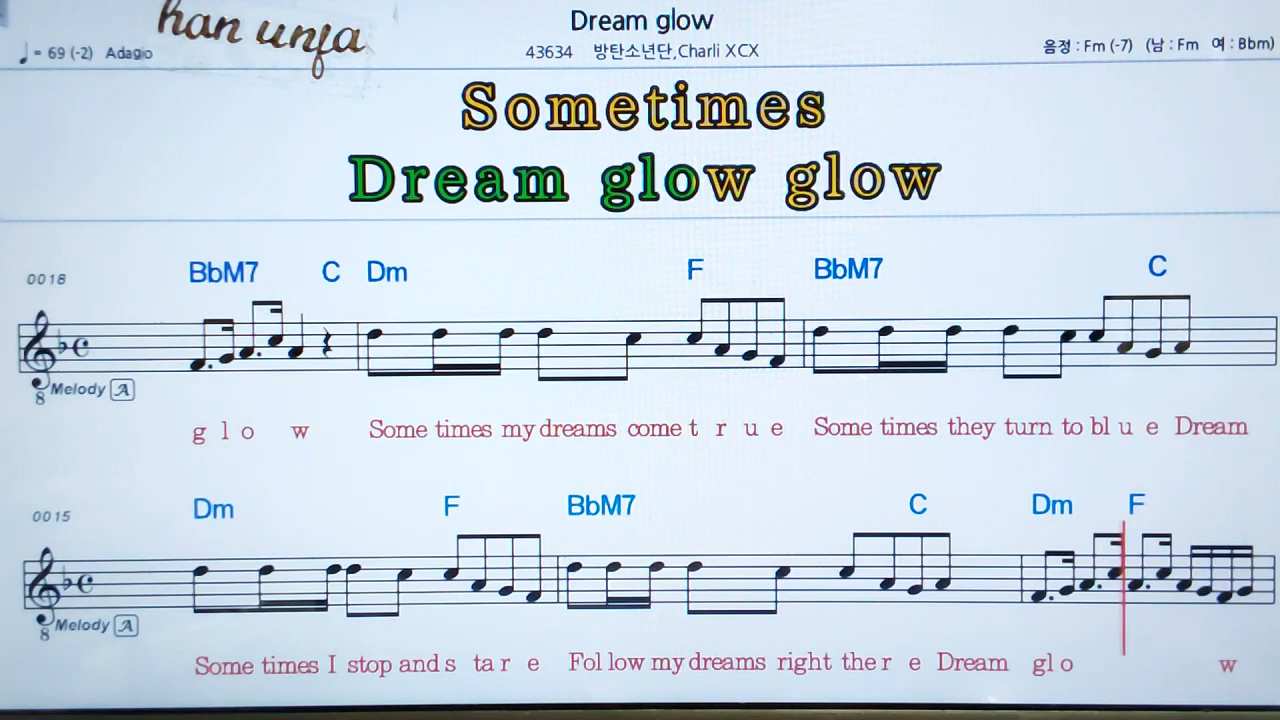 han unja
Dream glow
♩ = 69 (-2) Adagio
43634 방탄소년단,Charli XCX
음정 : Fm (-7) (남 : Fm 여 : Bbm)
Sometimes
Dream glow glow
0018 BbM7 C Dm F BbM7 C
8 Melody A
g l o w Some times my dreams come t r u e Some times they turn to bl u e Dream
0015 Dm F BbM7 C Dm F
8 Melody A
Some times I stop and s ta r e Fol low my dreams right the r e Dream glo w